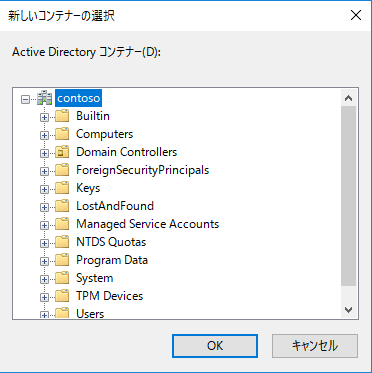 新しいコンテナーの選択
Active Directory コンテナー(D):
contoso
Builtin
Computers
Domain Controllers
ForeignSecurityPrincipals
Keys
LostAndFound
Managed Service Accounts
NTDS Quotas
Program Data
System
TPM Devices
Users
OK
キャンセル